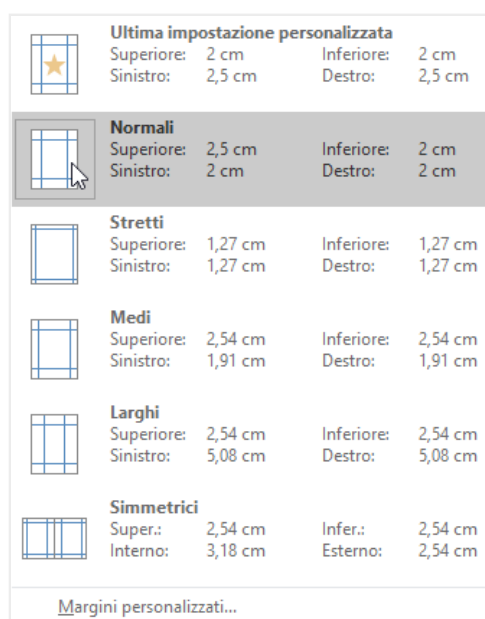 Ultima impostazione personalizzata
Superiore: 2 cm Inferiore: 2 cm
Sinistro: 2,5 cm Destro: 2,5 cm
Normali
Superiore: 2,5 cm Inferiore: 2 cm
Sinistro: 2 cm Destro: 2 cm
Stretti
Superiore: 1,27 cm Inferiore: 1,27 cm
Sinistro: 1,27 cm Destro: 1,27 cm
Medi
Superiore: 2,54 cm Inferiore: 2,54 cm
Sinistro: 1,91 cm Destro: 1,91 cm
Larghi
Superiore: 2,54 cm Inferiore: 2,54 cm
Sinistro: 5,08 cm Destro: 5,08 cm
Simmetrici
Super.: 2,54 cm Infer.: 2,54 cm
Interno: 3,18 cm Esterno: 2,54 cm
Margini personalizzati...